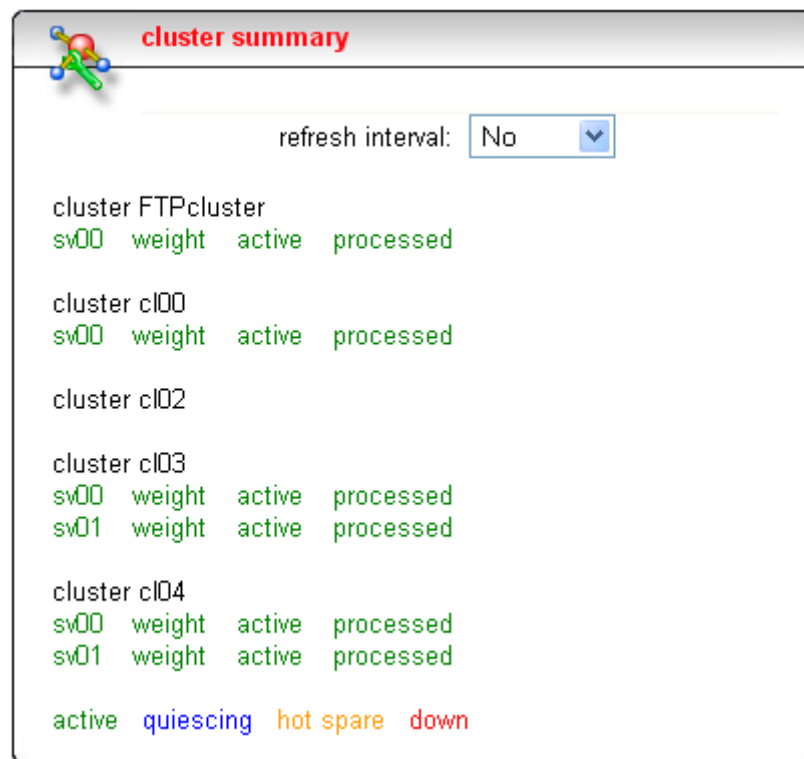 cluster summary
refresh interval: No
cluster FTPcluster
sv00 weight active processed
cluster cl00
sv00 weight active processed
cluster cl02
cluster cl03
sv00 weight active processed
sv01 weight active processed
cluster cl04
sv00 weight active processed
sv01 weight active processed
active quiescing hot spare down